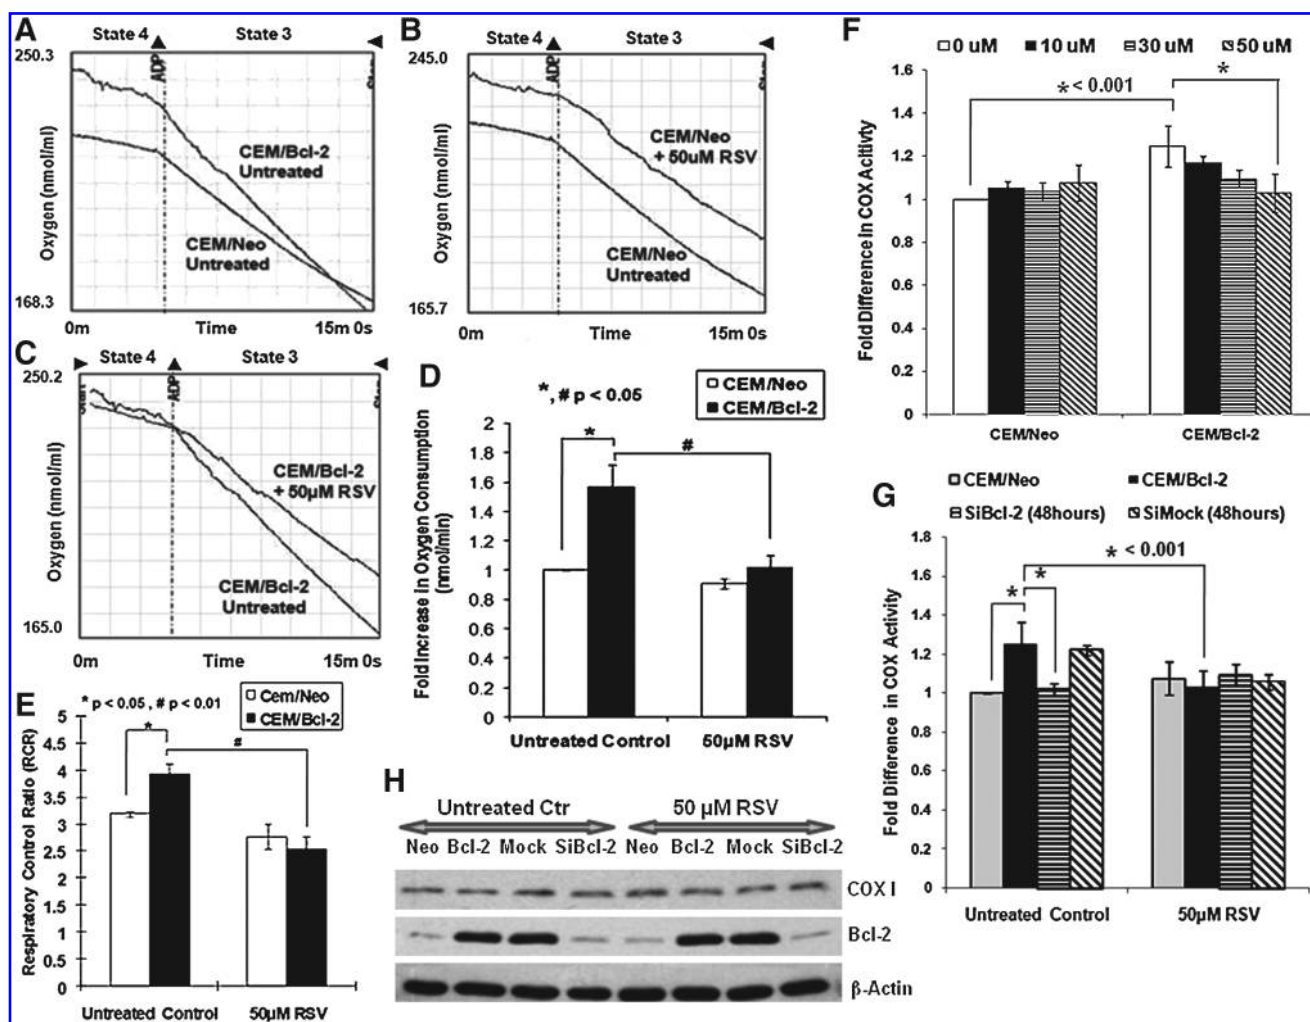 A
State 4
State 3
250.3
ADP
Oxygen (nmol/ml)
CEM/Bcl-2
Untreated
CEM/Neo
Untreated
168.3
0m
Time
15m 0s
B
State 4
State 3
245.0
ADP
Oxygen (nmol/ml)
CEM/Neo
+ 50uM RSV
CEM/Neo
Untreated
165.7
0m
Time
15m 0s
C
State 4
State 3
250.2
ADP
Oxygen (nmol/ml)
CEM/Bcl-2
+ 50µM RSV
CEM/Bcl-2
Untreated
165.0
0m
Time
15m 0s
D
CEM/Neo
CEM/Bcl-2
*, # p < 0.05
Fold Increase in Oxygen Consumption
(nmol/min)
2
1.8
1.6
1.4
1.2
1
0.8
0.6
0.4
0.2
0
*
#
Untreated Control
50µM RSV
E
* p < 0.05 , # p < 0.01
Cem/Neo
CEM/Bcl-2
Respiratory Control Ratio (RCR)
5
4.5
4
3.5
3
2.5
2
1.5
1
0.5
0
*
#
Untreated Control
50µM RSV
F
0 uM
10 uM
30 uM
50 uM
Fold Difference in COX Acitivity
1.6
1.4
1.2
1
0.8
0.6
0.4
0.2
0
* < 0.001
*
CEM/Neo
CEM/Bcl-2
G
CEM/Neo
CEM/Bcl-2
SiBcl-2 (48hours)
SiMock (48hours)
Fold Difference in COX Activity
1.8
1.6
1.4
1.2
1
0.8
0.6
0.4
0.2
0
* < 0.001
*
*
Untreated Control
50µM RSV
H
Untreated Ctr
50 µM RSV
Neo Bcl-2 Mock SiBcl-2 Neo Bcl-2 Mock SiBcl-2
COX I
Bcl-2
β-Actin